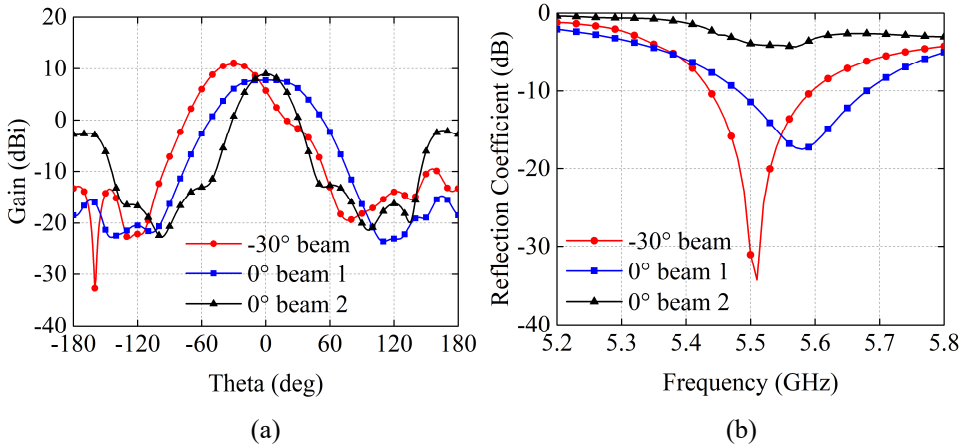 20
10
0
-10
-20
-30
-40
Gain (dBi)
-30° beam
0° beam 1
0° beam 2
-180 -120 -60 0 60 120 180
Theta (deg)
(a)
0
-10
-20
-30
-40
Reflection Coefficient (dB)
-30° beam
0° beam 1
0° beam 2
5.2 5.3 5.4 5.5 5.6 5.7 5.8
Frequency (GHz)
(b)